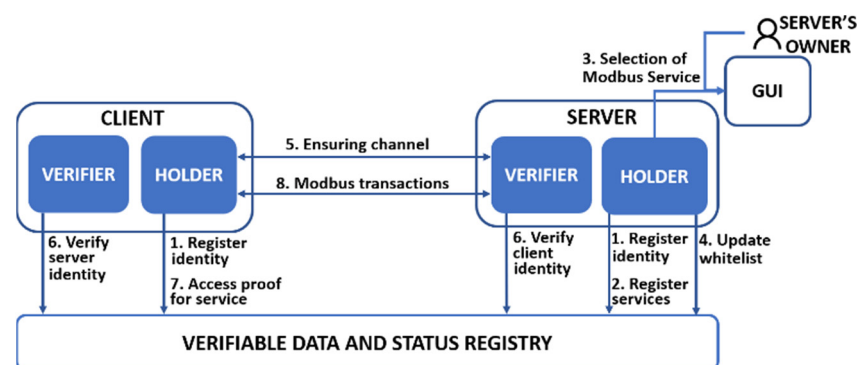 SERVER'S
OWNER
3. Selection of
Modbus Service
GUI
CLIENT
SERVER
VERIFIER
HOLDER
5. Ensuring channel
8. Modbus transactions
VERIFIER
HOLDER
6. Verify
server
identity
1. Register
identity
7. Access proof
for service
6. Verify
client
identity
1. Register
identity
2. Register
services
4. Update
whitelist
VERIFIABLE DATA AND STATUS REGISTRY